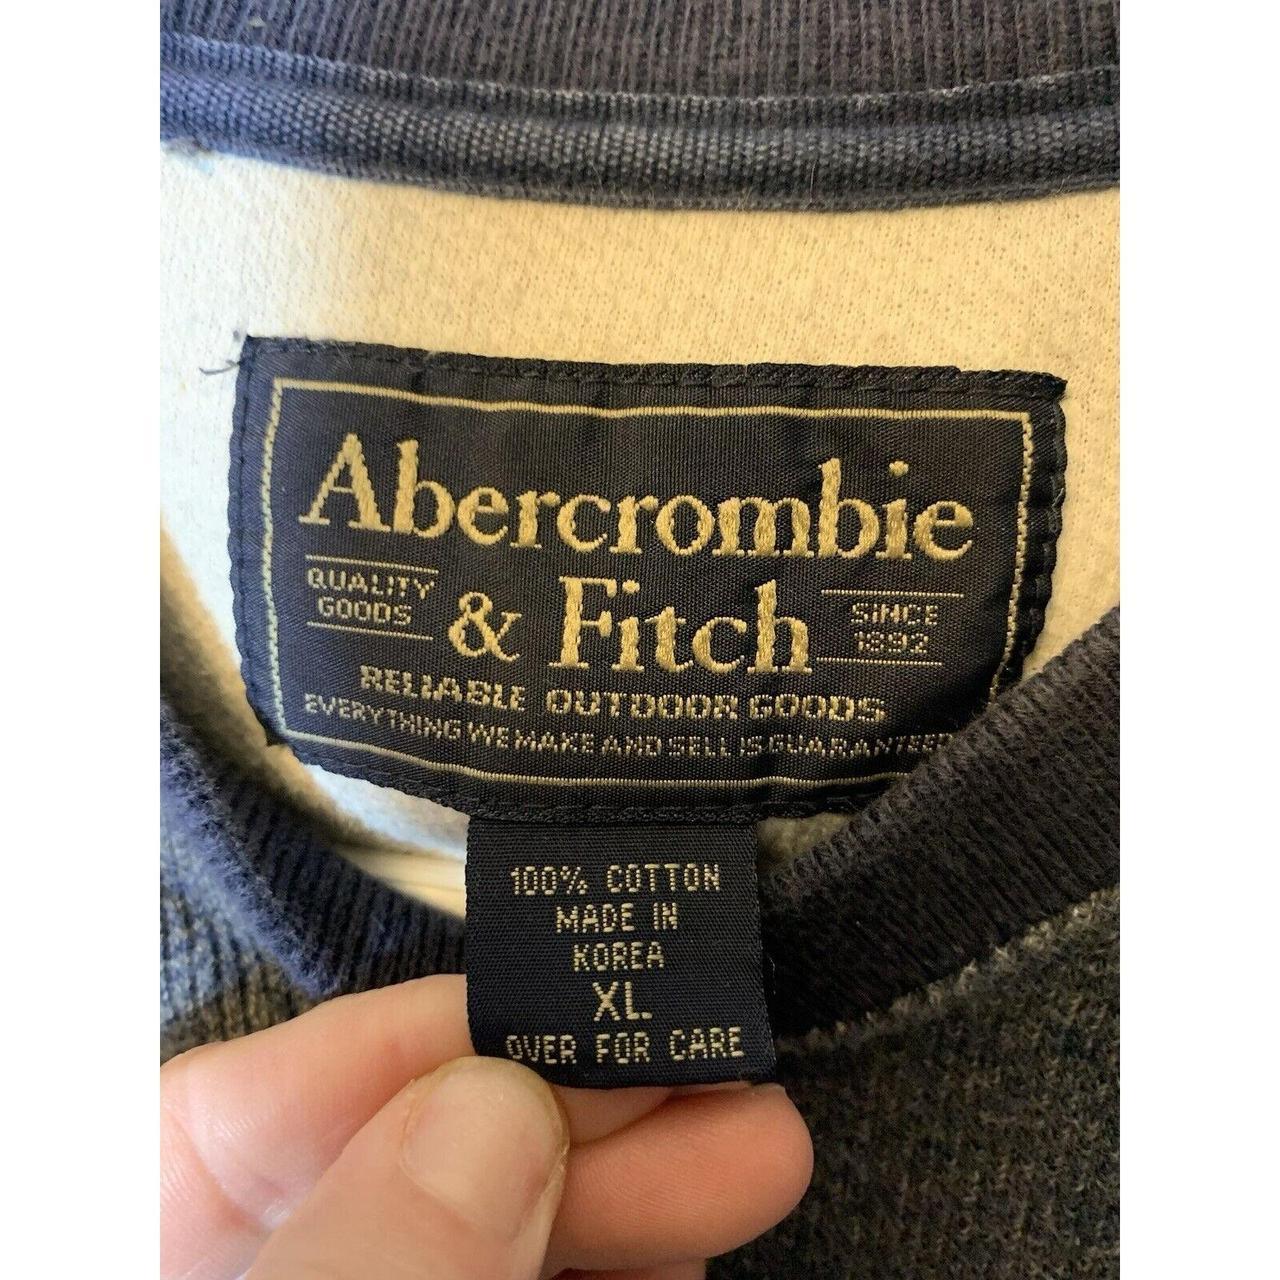 Abercrombie
QUALITY
GOODS
& Fitch
SINCE
1892
RELIABLE OUTDOOR GOODS
EVERYTHING WE MAKE AND SELL IS GUARANTEED
100% COTTON
MADE IN
KOREA
XL
OVER FOR CARE